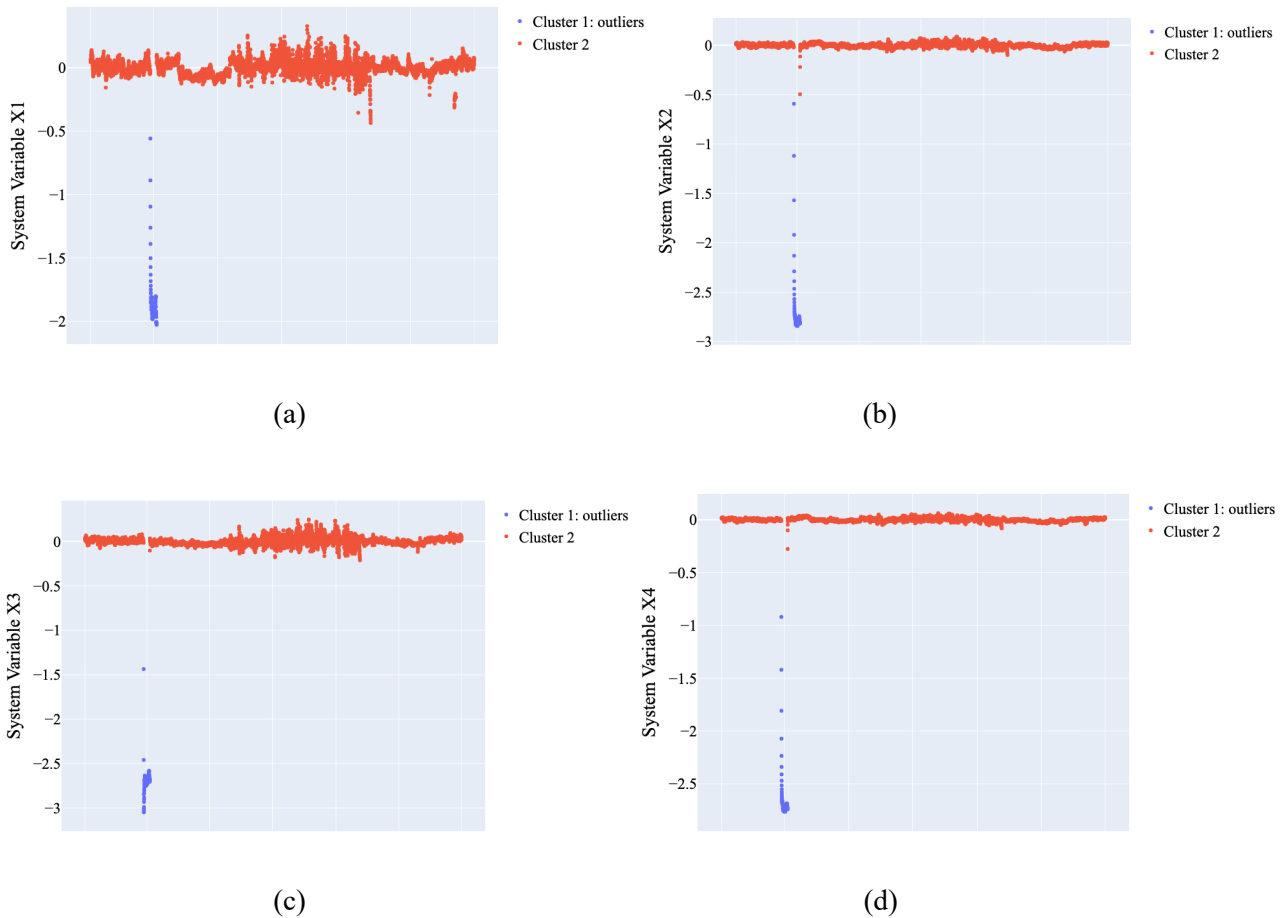 Cluster 1: outliers
Cluster 2
0
−0.5
−1
−1.5
−2
System Variable X1
(a)
Cluster 1: outliers
Cluster 2
0
−0.5
−1
−1.5
−2
−2.5
−3
System Variable X2
(b)
Cluster 1: outliers
Cluster 2
0
−0.5
−1
−1.5
−2
−2.5
−3
System Variable X3
(c)
Cluster 1: outliers
Cluster 2
0
−0.5
−1
−1.5
−2
−2.5
System Variable X4
(d)